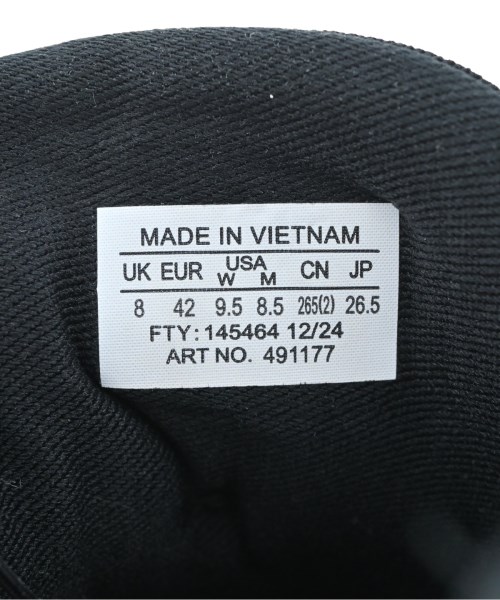 MADE IN VIETNAM
UK EUR USA W M CN JP
8 42 9.5 8.5 265(2) 26.5
FTY: 145464 12/24
ART NO. 491177